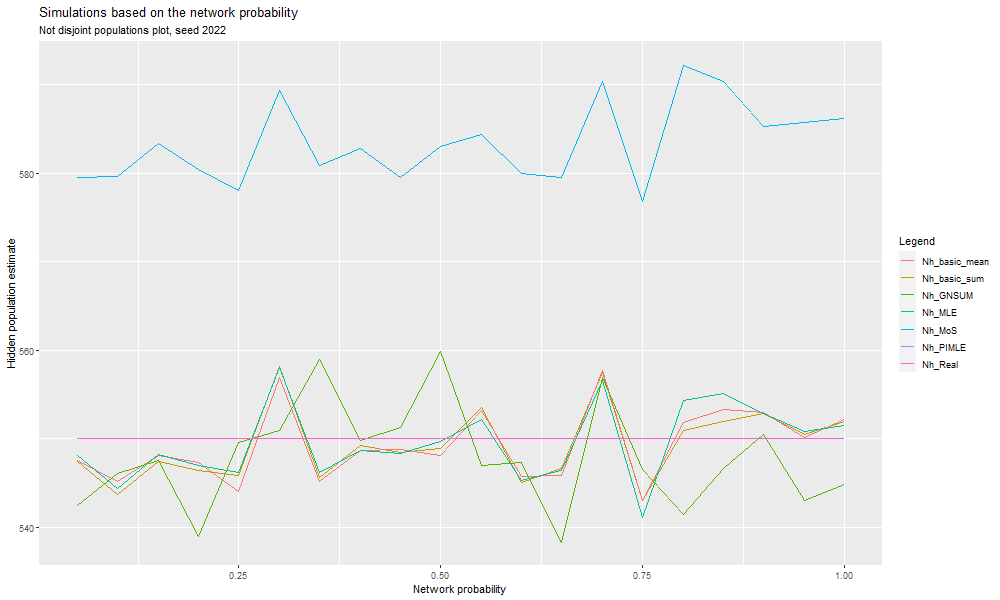 Simulations based on the network probability
Not disjoint populations plot, seed 2022
Hidden population estimate
580
560
540
0.25
0.50
0.75
1.00
Network probability
Legend
Nh_basic_mean
Nh_basic_sum
Nh_GNSUM
Nh_MLE
Nh_MoS
Nh_PIMLE
Nh_Real